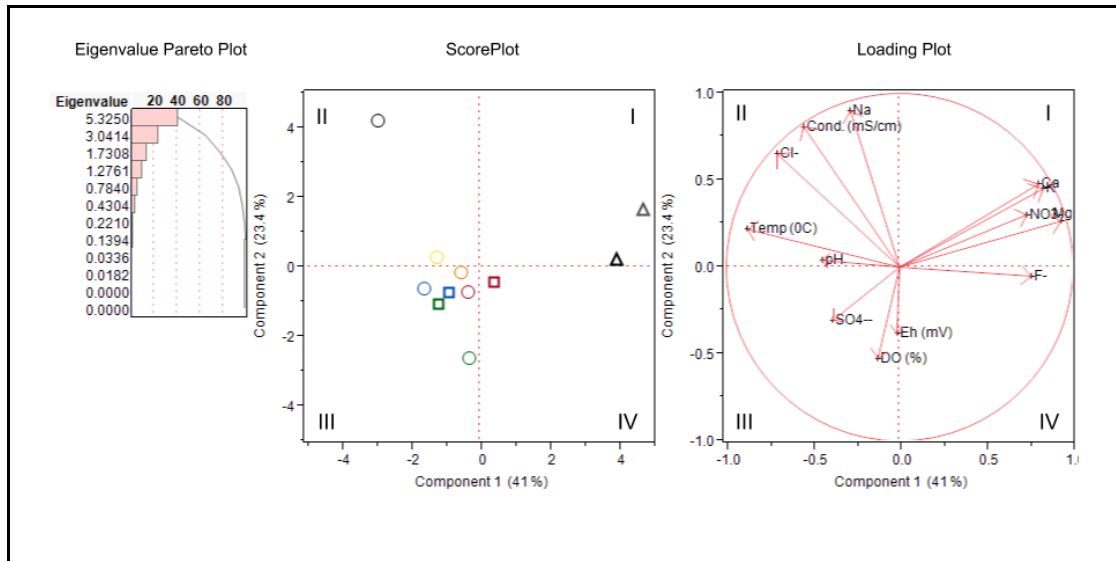 Eigenvalue Pareto Plot
ScorePlot
Loading Plot
Eigenvalue 20 40 60 80
5.3250
3.0414
1.7308
1.2761
0.7840
0.4304
0.2210
0.1394
0.0336
0.0182
0.0000
0.0000
II
I
III
IV
4
2
0
-2
-4
Component 2 (23.4 %)
-4 -2 0 2 4
Component 1 (41 %)
II
I
III
IV
1.0
0.5
0.0
-0.5
-1.0
Component 2 (23.4 %)
Na
Cond. (mS/cm)
Cl-
Ca
K
NO3-
Mg
Temp (0C)
pH
F-
SO4--
Eh (mV)
DO (%)
-1.0 -0.5 0.0 0.5 1.0
Component 1 (41 %)